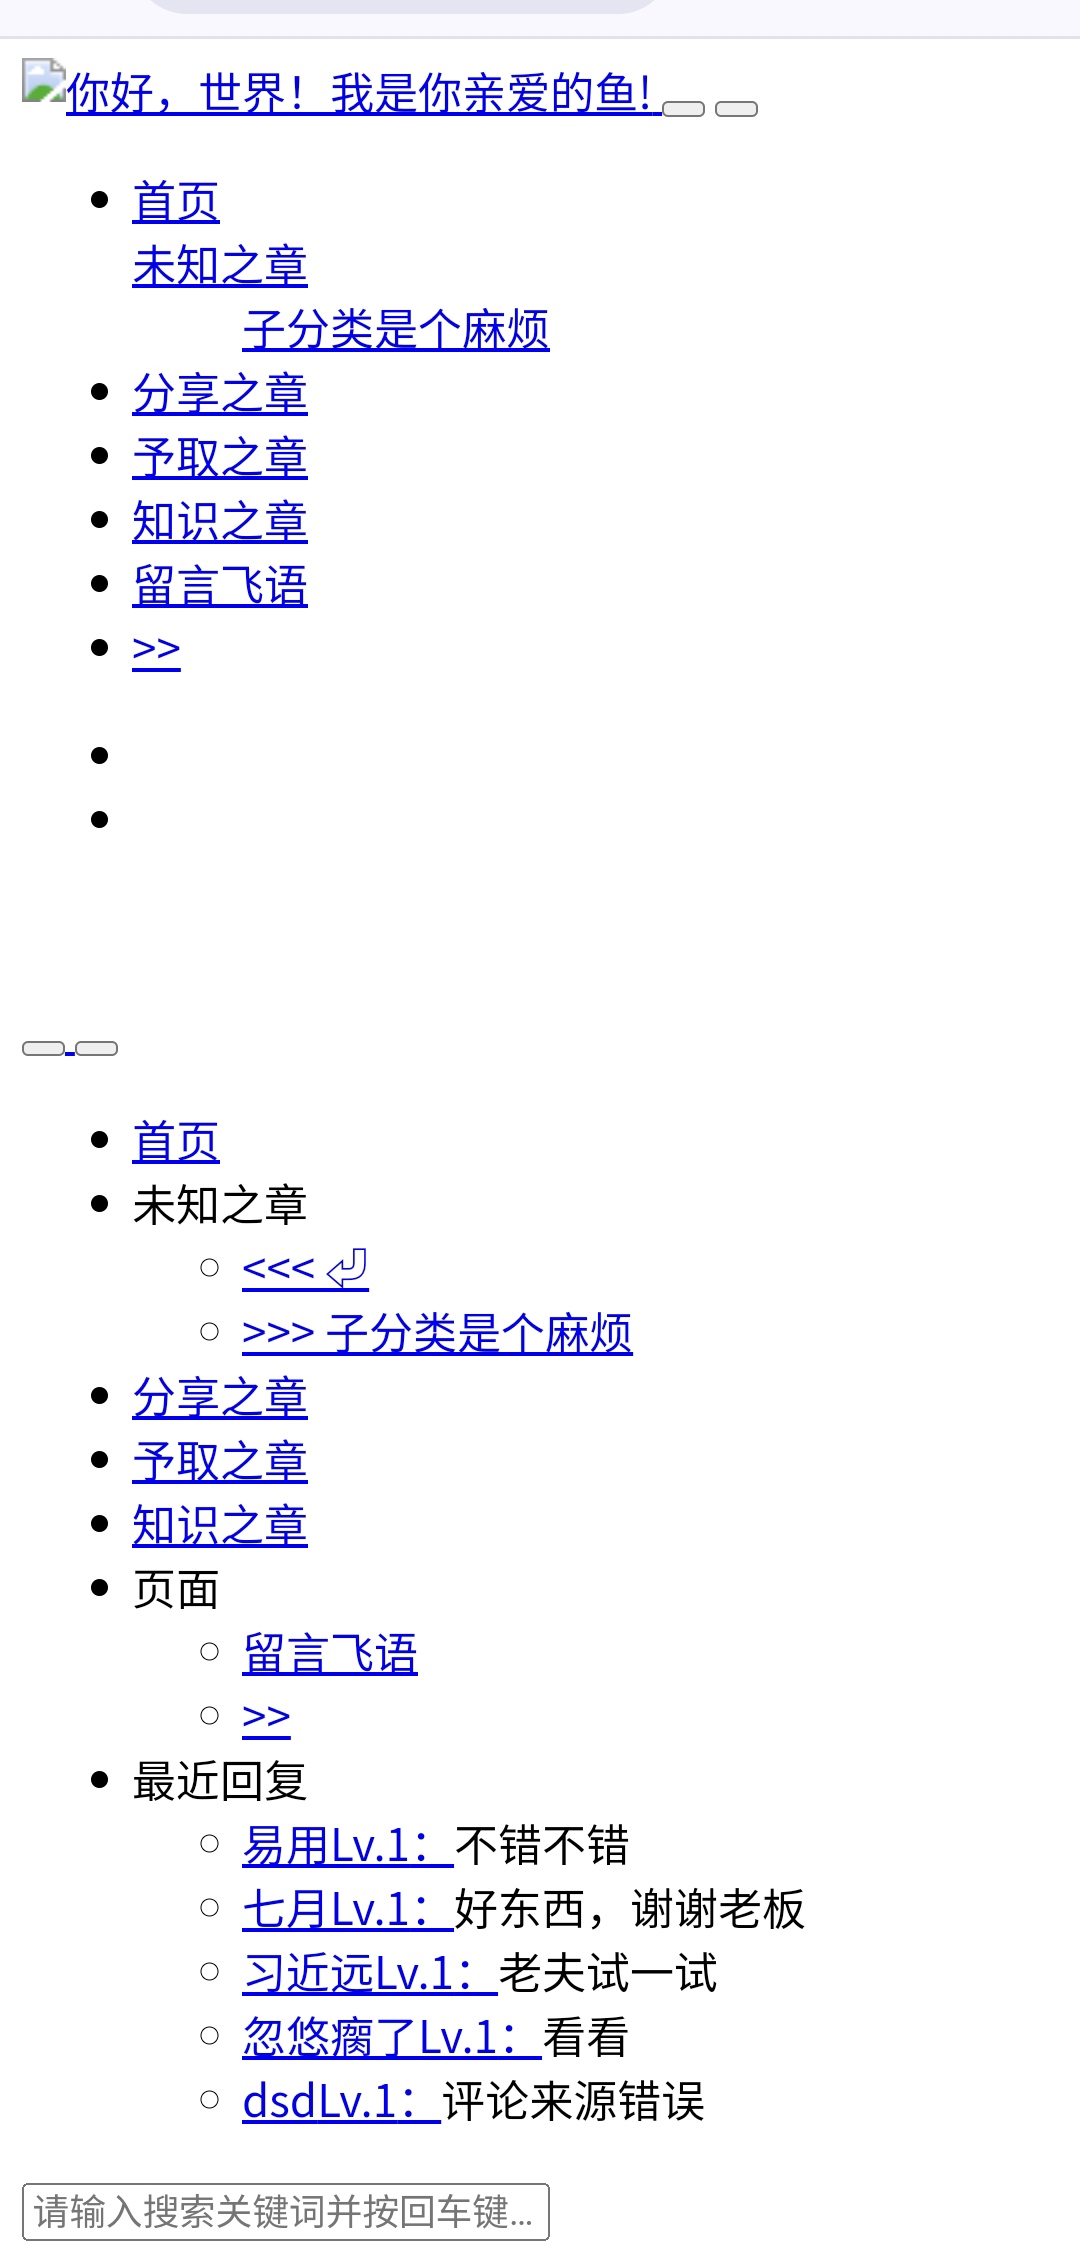 你好，世界！我是你亲爱的鱼!
首页
未知之章
子分类是个麻烦
分享之章
予取之章
知识之章
留言飞语
>>
首页
未知之章
<<< ⮠
>>> 子分类是个麻烦
分享之章
予取之章
知识之章
页面
留言飞语
>>
最近回复
易用Lv.1：不错不错
七月Lv.1：好东西，谢谢老板
习近远Lv.1：老夫试一试
忽悠瘸了Lv.1：看看
dsdLv.1：评论来源错误
请输入搜索关键词并按回车键...